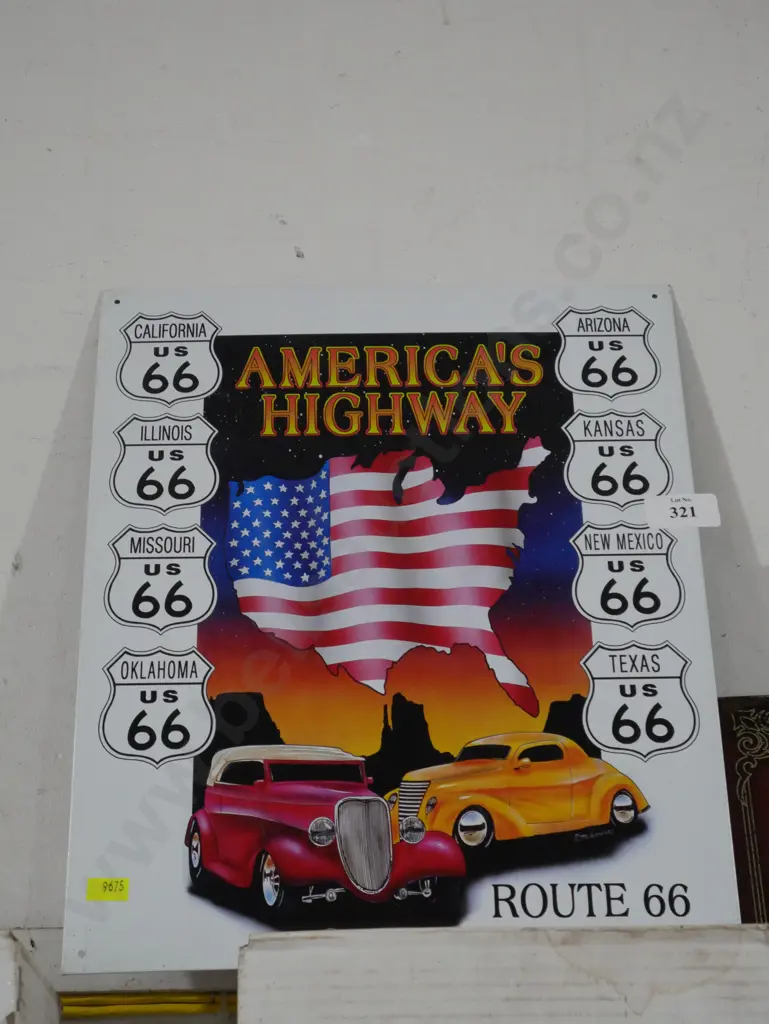 AMERICA'S
HIGHWAY
CALIFORNIA
US
66
ARIZONA
US
66
ILLINOIS
US
66
KANSAS
US
66
Lot No.
321
MISSOURI
US
66
NEW MEXICO
US
66
OKLAHOMA
US
66
TEXAS
US
66
9675
ROUTE 66